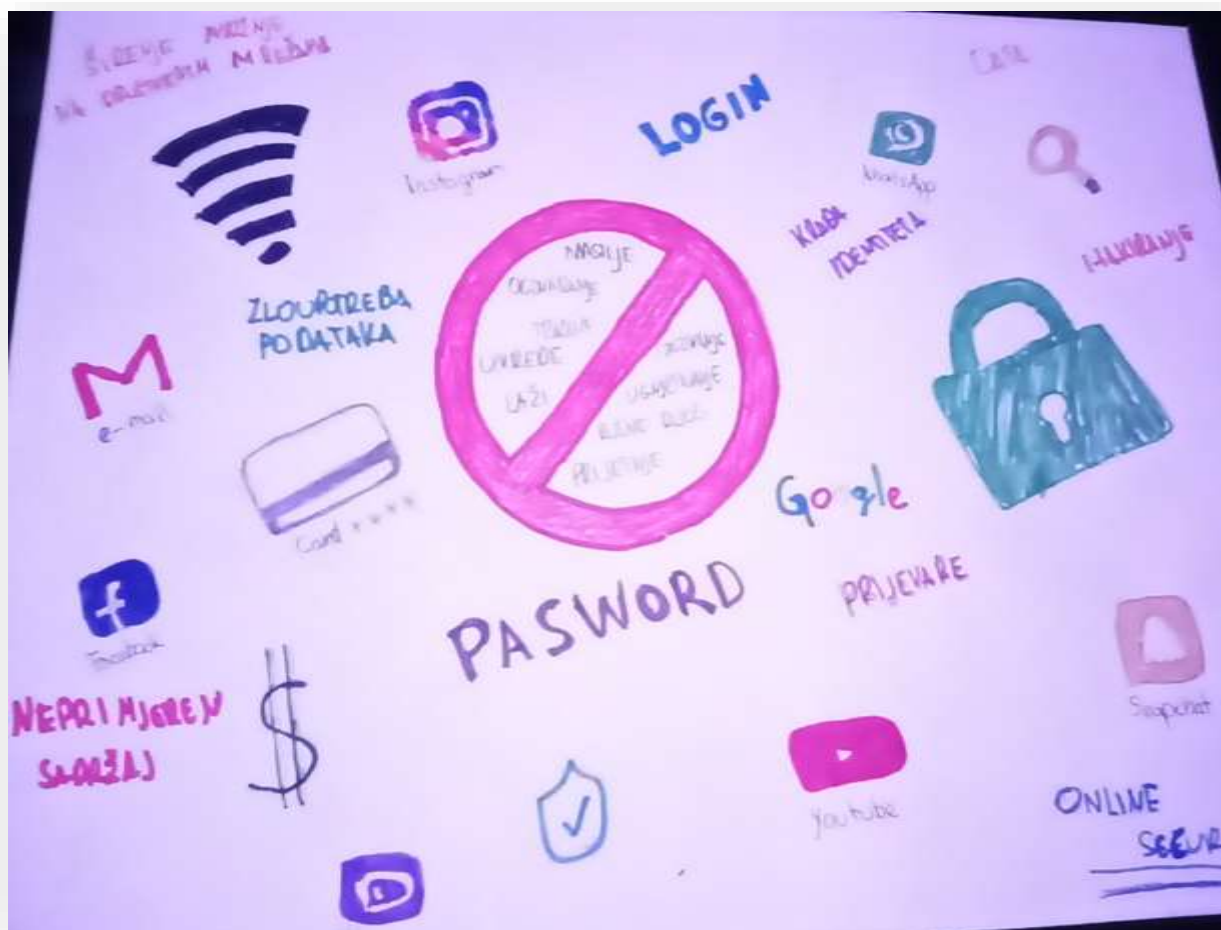 ŠIRENJE MRŽNJE
NA DRUŠTVENIM MREŽAMA
Instagram
LOGIN
WhatsApp
KRAĐA
IDENTITETA
HAKIRANJE
ZLOUPOTREBA
PODATAKA
e-mail
Card ****
NASILJE
OGOVARANJE
UVREDE
LAŽI
PRIJETNJE
Google
PASWORD
PRIJEVARE
Facebook
NEPRIMJEREN
SADRŽAJ
$
Youtube
Snapchat
ONLINE